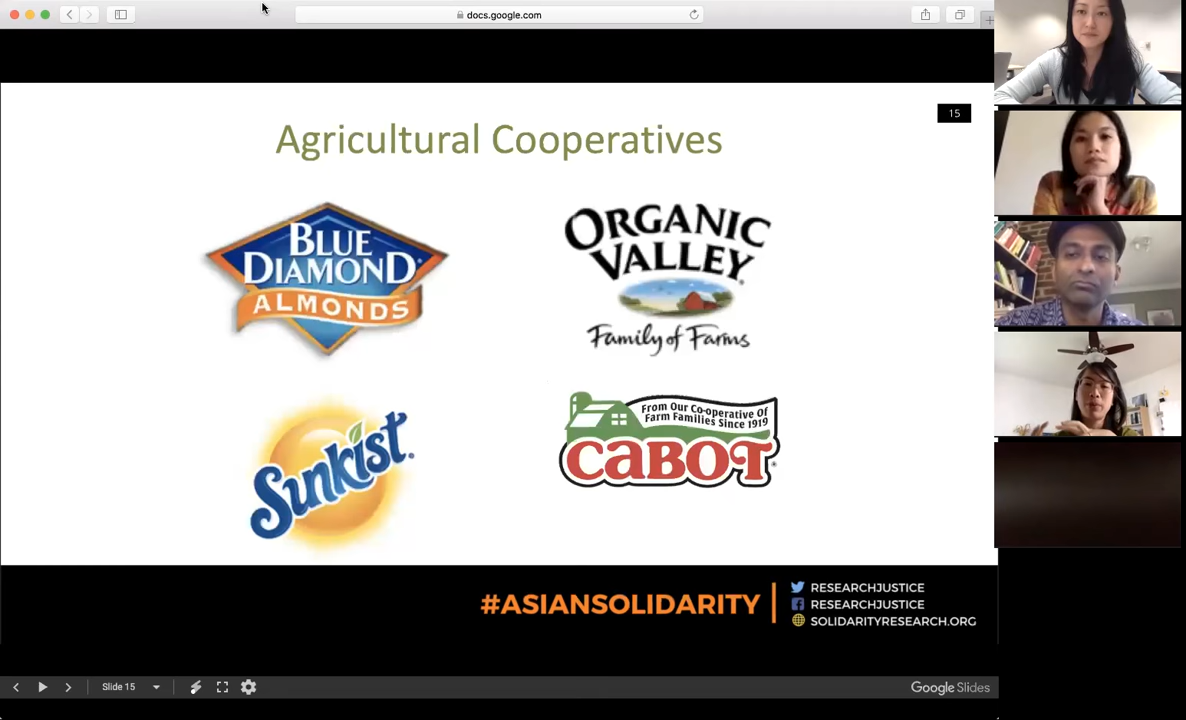 docs.google.com
15
Agricultural Cooperatives
BLUE
DIAMOND
ALMONDS
ORGANIC
VALLEY
Family of Farms
Sunkist
From Our Co-operative Of
Farm Families Since 1919
CABOT
#ASIANSOLIDARITY
RESEARCHJUSTICE
RESEARCHJUSTICE
SOLIDARITYRESEARCH.ORG
Slide 15
Google Slides